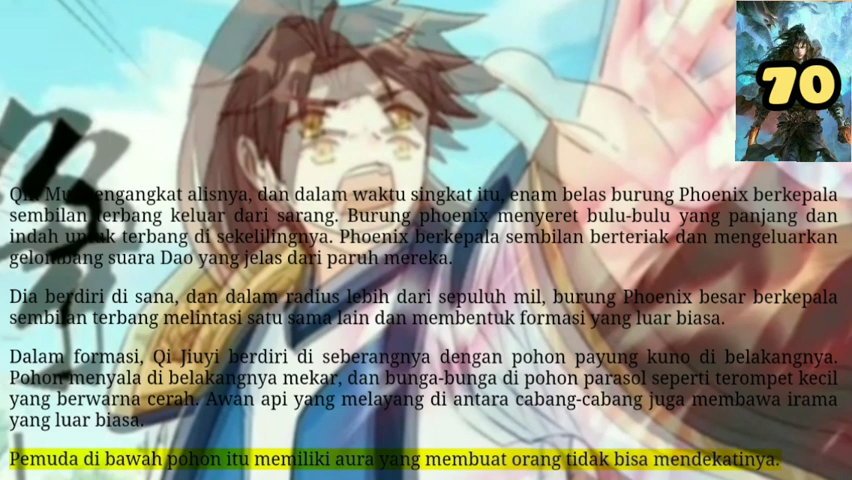 70
Qin Mu mengangkat alisnya, dan dalam waktu singkat itu, enam belas burung Phoenix berkepala
sembilan terbang keluar dari sarang. Burung phoenix menyeret bulu-bulu yang panjang dan
indah untuk terbang di sekelilingnya. Phoenix berkepala sembilan berteriak dan mengeluarkan
gelombang suara Dao yang jelas dari paruh mereka.
Dia berdiri di sana, dan dalam radius lebih dari sepuluh mil, burung Phoenix besar berkepala
sembilan terbang melintasi satu sama lain dan membentuk formasi yang luar biasa.
Dalam formasi, Qi Jiuyi berdiri di seberangnya dengan pohon payung kuno di belakangnya.
Pohon menyala di belakangnya mekar, dan bunga-bunga di pohon parasol seperti terompet kecil
yang berwarna cerah. Awan api yang melayang di antara cabang-cabang juga membawa irama
yang luar biasa.
Pemuda di bawah pohon itu memiliki aura yang membuat orang tidak bisa mendekatinya.